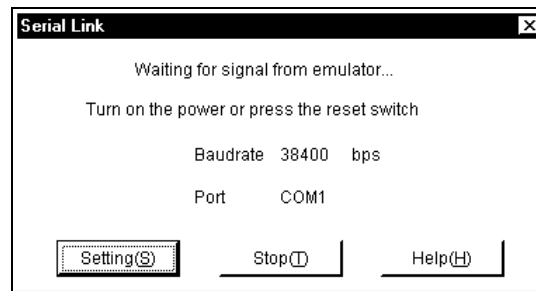 Serial Link
Waiting for signal from emulator...
Turn on the power or press the reset switch
Baudrate 38400 bps
Port COM1
Setting(S) Stop(T) Help(H)